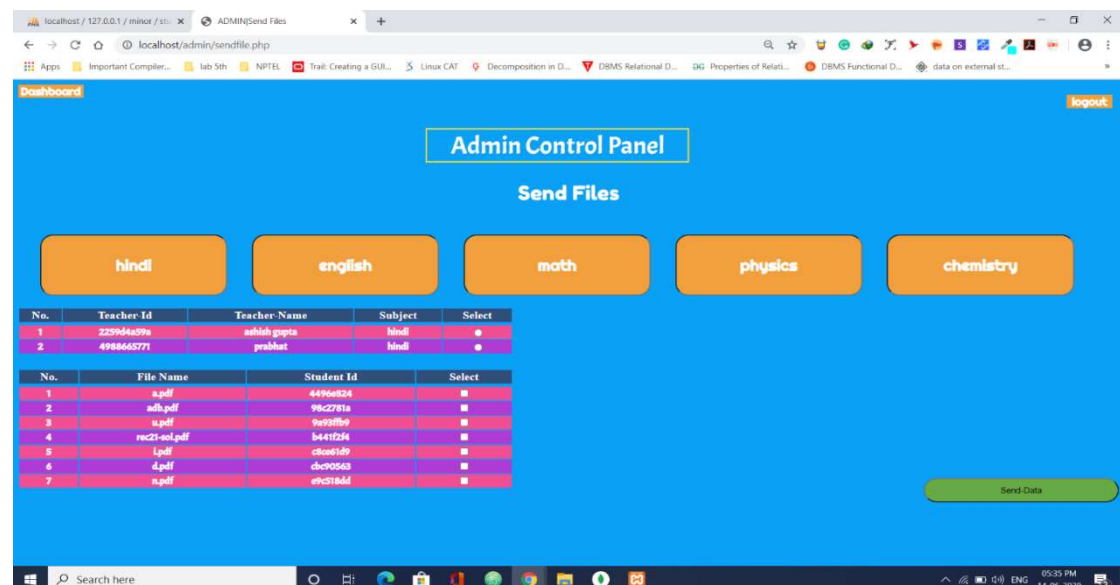 localhost / 127.0.0.1 / minor / stu
ADMIN|Send Files
localhost/admin/sendfile.php
Apps Important Compiler... lab 5th NPTEL Trail: Creating a GUI... Linux CAT Decomposition in D... DBMS Relational D... Properties of Relati... DBMS Functional D... data on external st...
Dashboard
logout
Admin Control Panel
Send Files
hindi english math physics chemistry
No. Teacher-Id Teacher-Name Subject Select
1 2259d4a59a ashish gupta hindi
2 4988665771 prabhat hindi
No. File Name Student Id Select
1 a.pdf 4496e824
2 adb.pdf 98c2781a
3 u.pdf 9a93ffb9
4 rec21-sol.pdf b441f2f4
5 i.pdf c8ce61d9
6 d.pdf cbc90563
7 n.pdf e9c518dd
Send-Data
Search here
ENG
05:35 PM